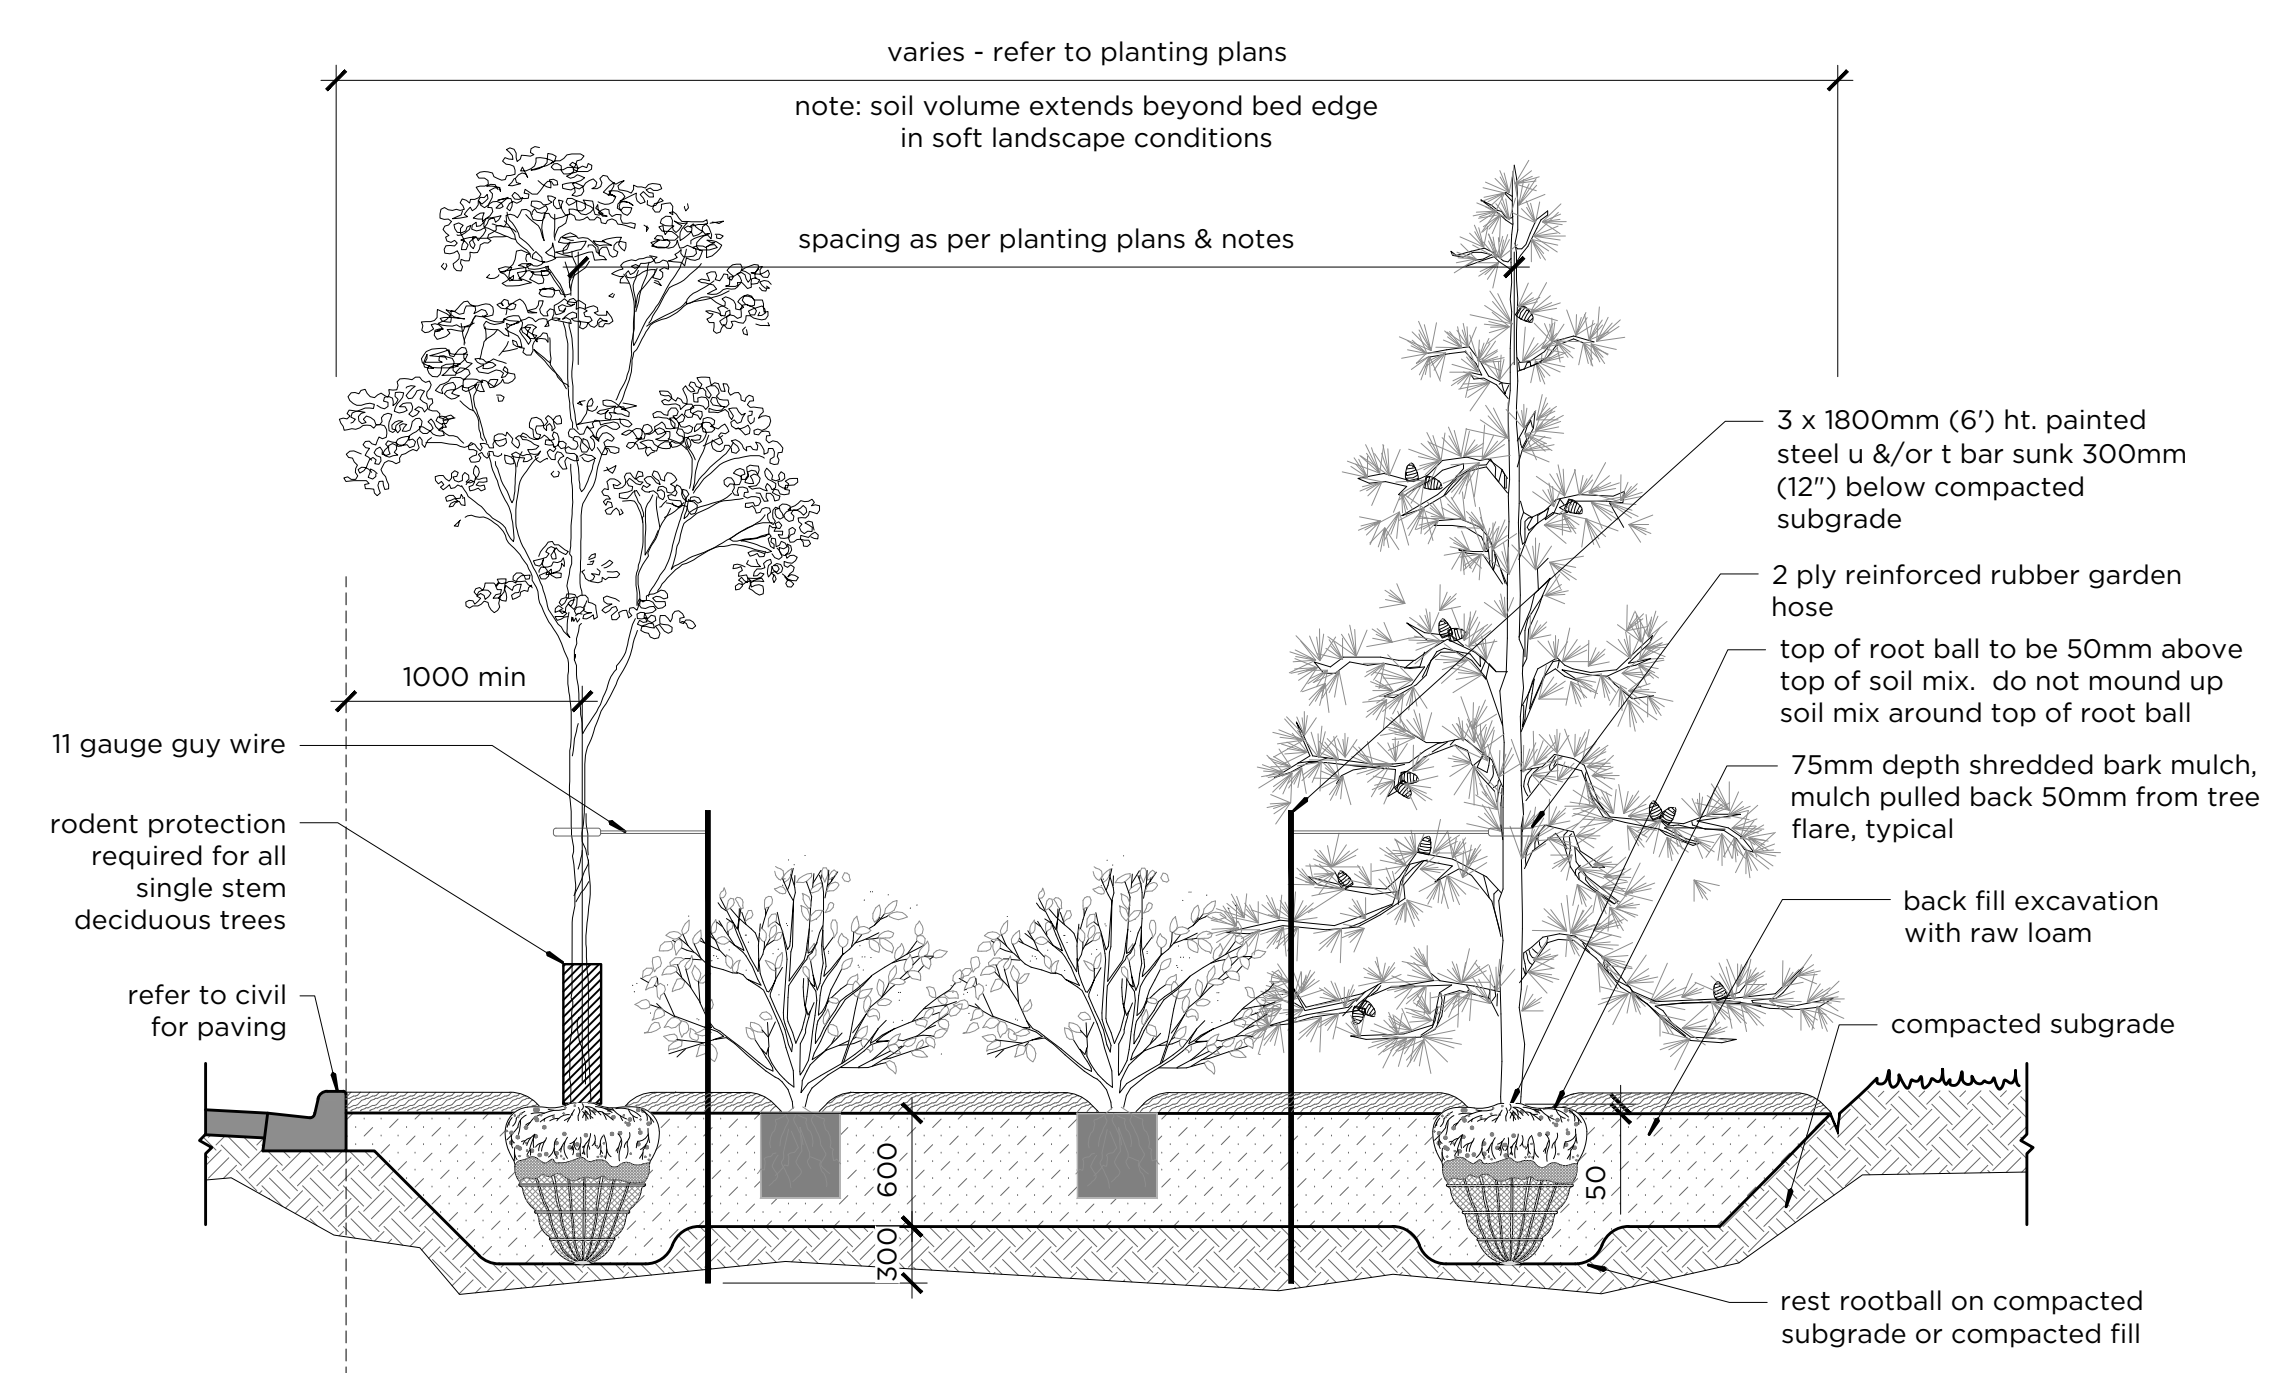 varies - refer to planting plans
note: soil volume extends beyond bed edge
in soft landscape conditions
spacing as per planting plans & notes
3 x 1800mm (6') ht. painted
steel u &/or t bar sunk 300mm
(12") below compacted
subgrade
2 ply reinforced rubber garden
hose
top of root ball to be 50mm above
top of soil mix.  do not mound up
soil mix around top of root ball
75mm depth shredded bark mulch,
mulch pulled back 50mm from tree
flare, typical
back fill excavation
with raw loam
compacted subgrade
rest rootball on compacted
subgrade or compacted fill
1000 min
11 gauge guy wire
rodent protection
required for all
single stem
deciduous trees
refer to civil
for paving
600
300
50